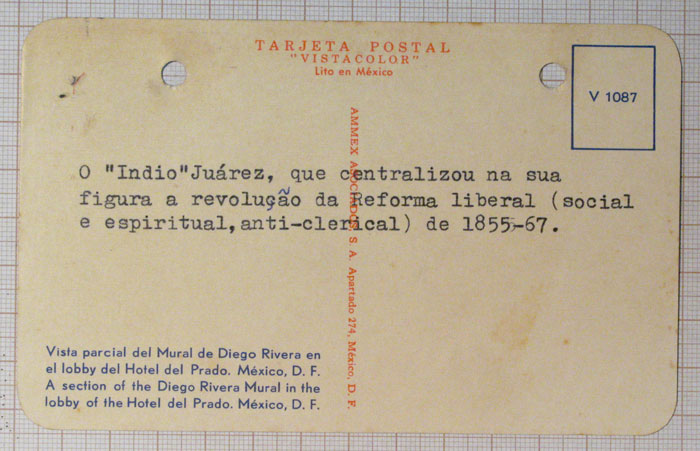 TARJETA POSTAL
"VISTACOLOR"
Lito en México
V 1087
O "Indio"Juárez, que centralizou na sua
figura a revolução da Reforma liberal (social
e espiritual,anti-clerical) de 1855-67.
AMMEX ASOCIADOS, S. A. Apartado 274, México, D. F.
Vista parcial del Mural de Diego Rivera en
el lobby del Hotel del Prado. México, D. F.
A section of the Diego Rivera Mural in the
lobby of the Hotel del Prado. México, D. F.